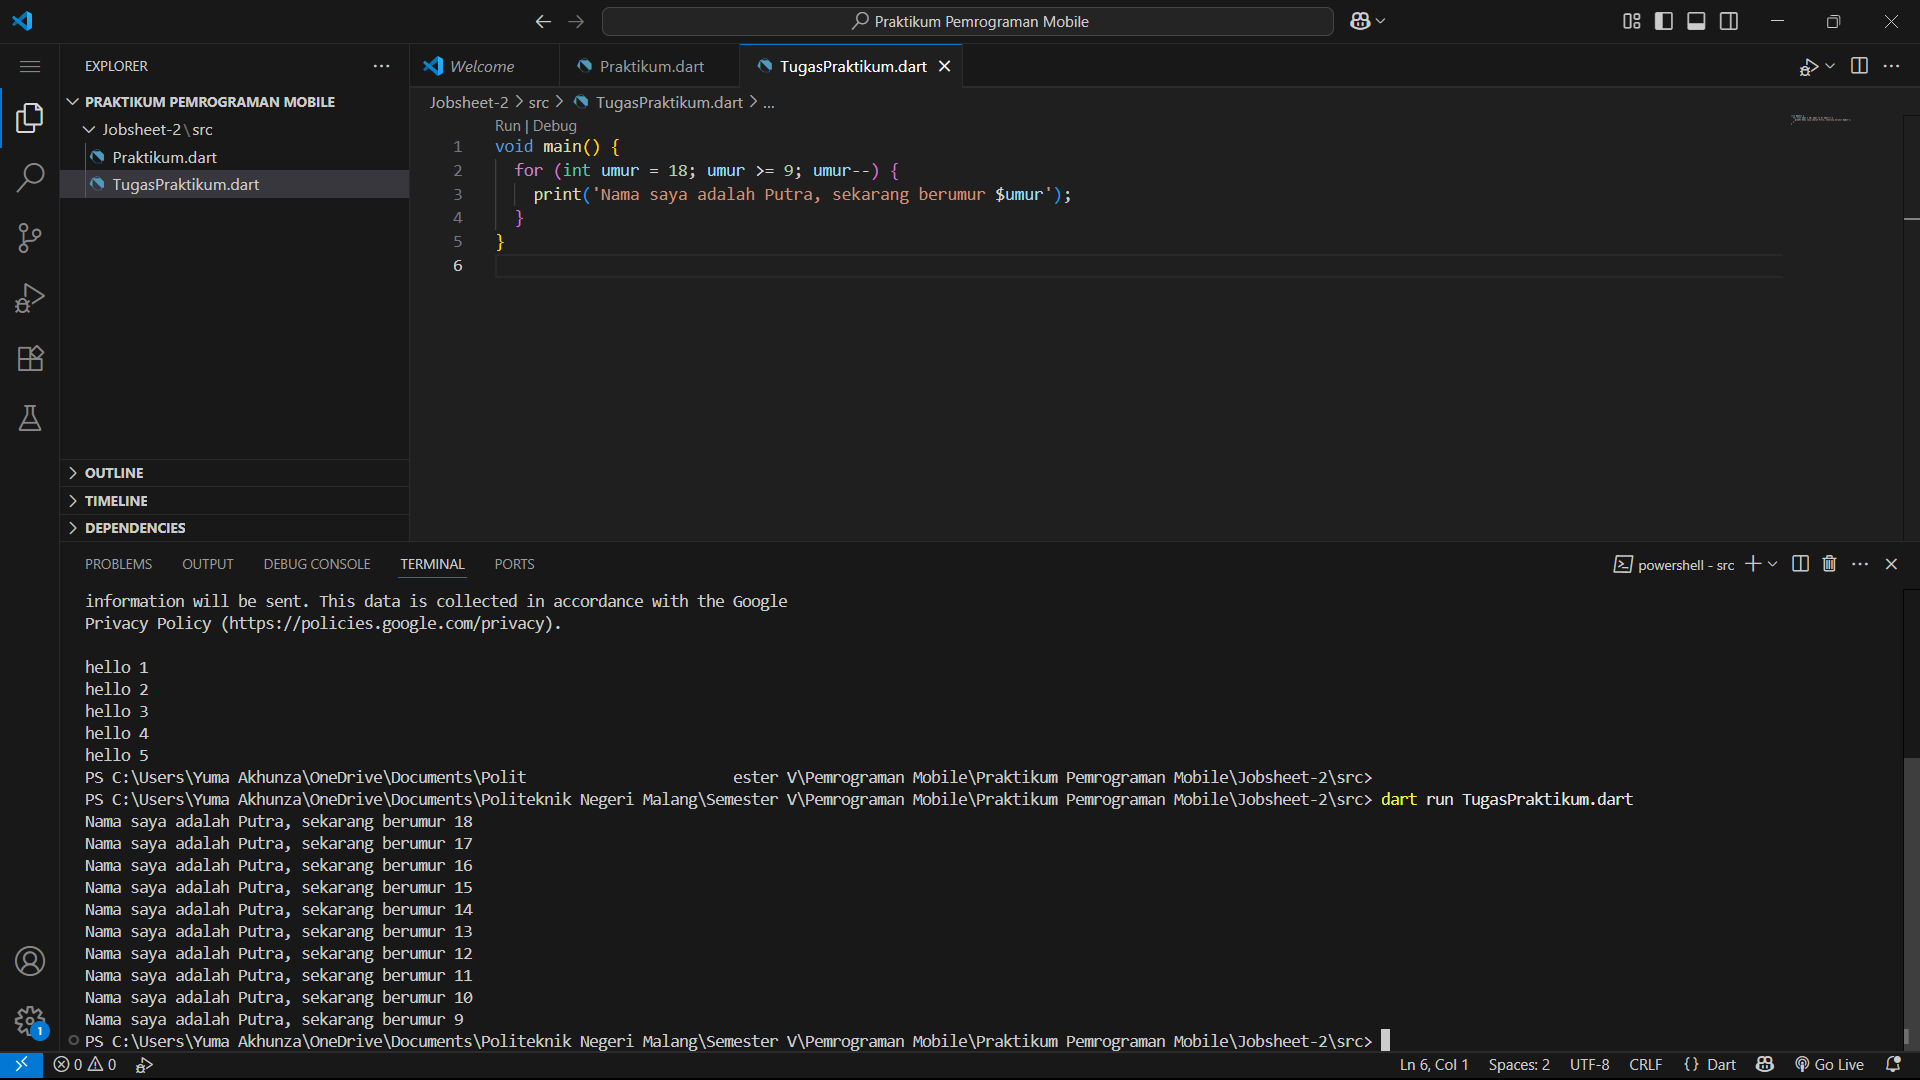 Praktikum Pemrograman Mobile
EXPLORER
Welcome
Praktikum.dart
TugasPraktikum.dart
PRAKTIKUM PEMROGRAMAN MOBILE
Jobsheet-2\src
Praktikum.dart
TugasPraktikum.dart
OUTLINE
TIMELINE
DEPENDENCIES
Jobsheet-2 > src > TugasPraktikum.dart > ...
Run | Debug
1 void main() {
2 for (int umur = 18; umur >= 9; umur--) {
3 print('Nama saya adalah Putra, sekarang berumur $umur');
4 }
5 }
6
PROBLEMS OUTPUT DEBUG CONSOLE TERMINAL PORTS
powershell - src
information will be sent. This data is collected in accordance with the Google
Privacy Policy (https://policies.google.com/privacy).
hello 1
hello 2
hello 3
hello 4
hello 5
PS C:\Users\Yuma Akhunza\OneDrive\Documents\Polit ester V\Pemrograman Mobile\Praktikum Pemrograman Mobile\Jobsheet-2\src>
PS C:\Users\Yuma Akhunza\OneDrive\Documents\Politeknik Negeri Malang\Semester V\Pemrograman Mobile\Praktikum Pemrograman Mobile\Jobsheet-2\src> dart run TugasPraktikum.dart
Nama saya adalah Putra, sekarang berumur 18
Nama saya adalah Putra, sekarang berumur 17
Nama saya adalah Putra, sekarang berumur 16
Nama saya adalah Putra, sekarang berumur 15
Nama saya adalah Putra, sekarang berumur 14
Nama saya adalah Putra, sekarang berumur 13
Nama saya adalah Putra, sekarang berumur 12
Nama saya adalah Putra, sekarang berumur 11
Nama saya adalah Putra, sekarang berumur 10
Nama saya adalah Putra, sekarang berumur 9
PS C:\Users\Yuma Akhunza\OneDrive\Documents\Politeknik Negeri Malang\Semester V\Pemrograman Mobile\Praktikum Pemrograman Mobile\Jobsheet-2\src>
1
0 0
Ln 6, Col 1 Spaces: 2 UTF-8 CRLF {} Dart Go Live